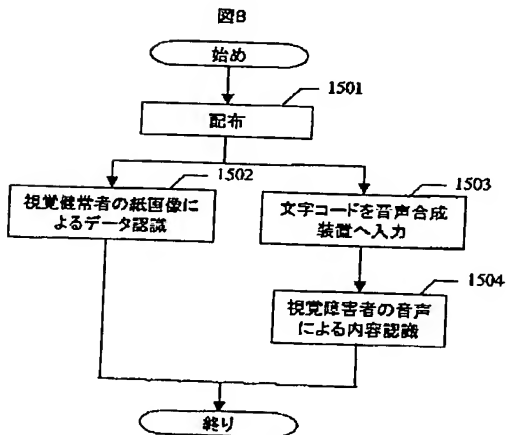 図8
始め
1501
配布
1502
視覚健常者の紙画像に
よるデータ認識
1503
文字コードを音声合成
装置へ入力
1504
視覚障害者の音声
による内容認識
終り